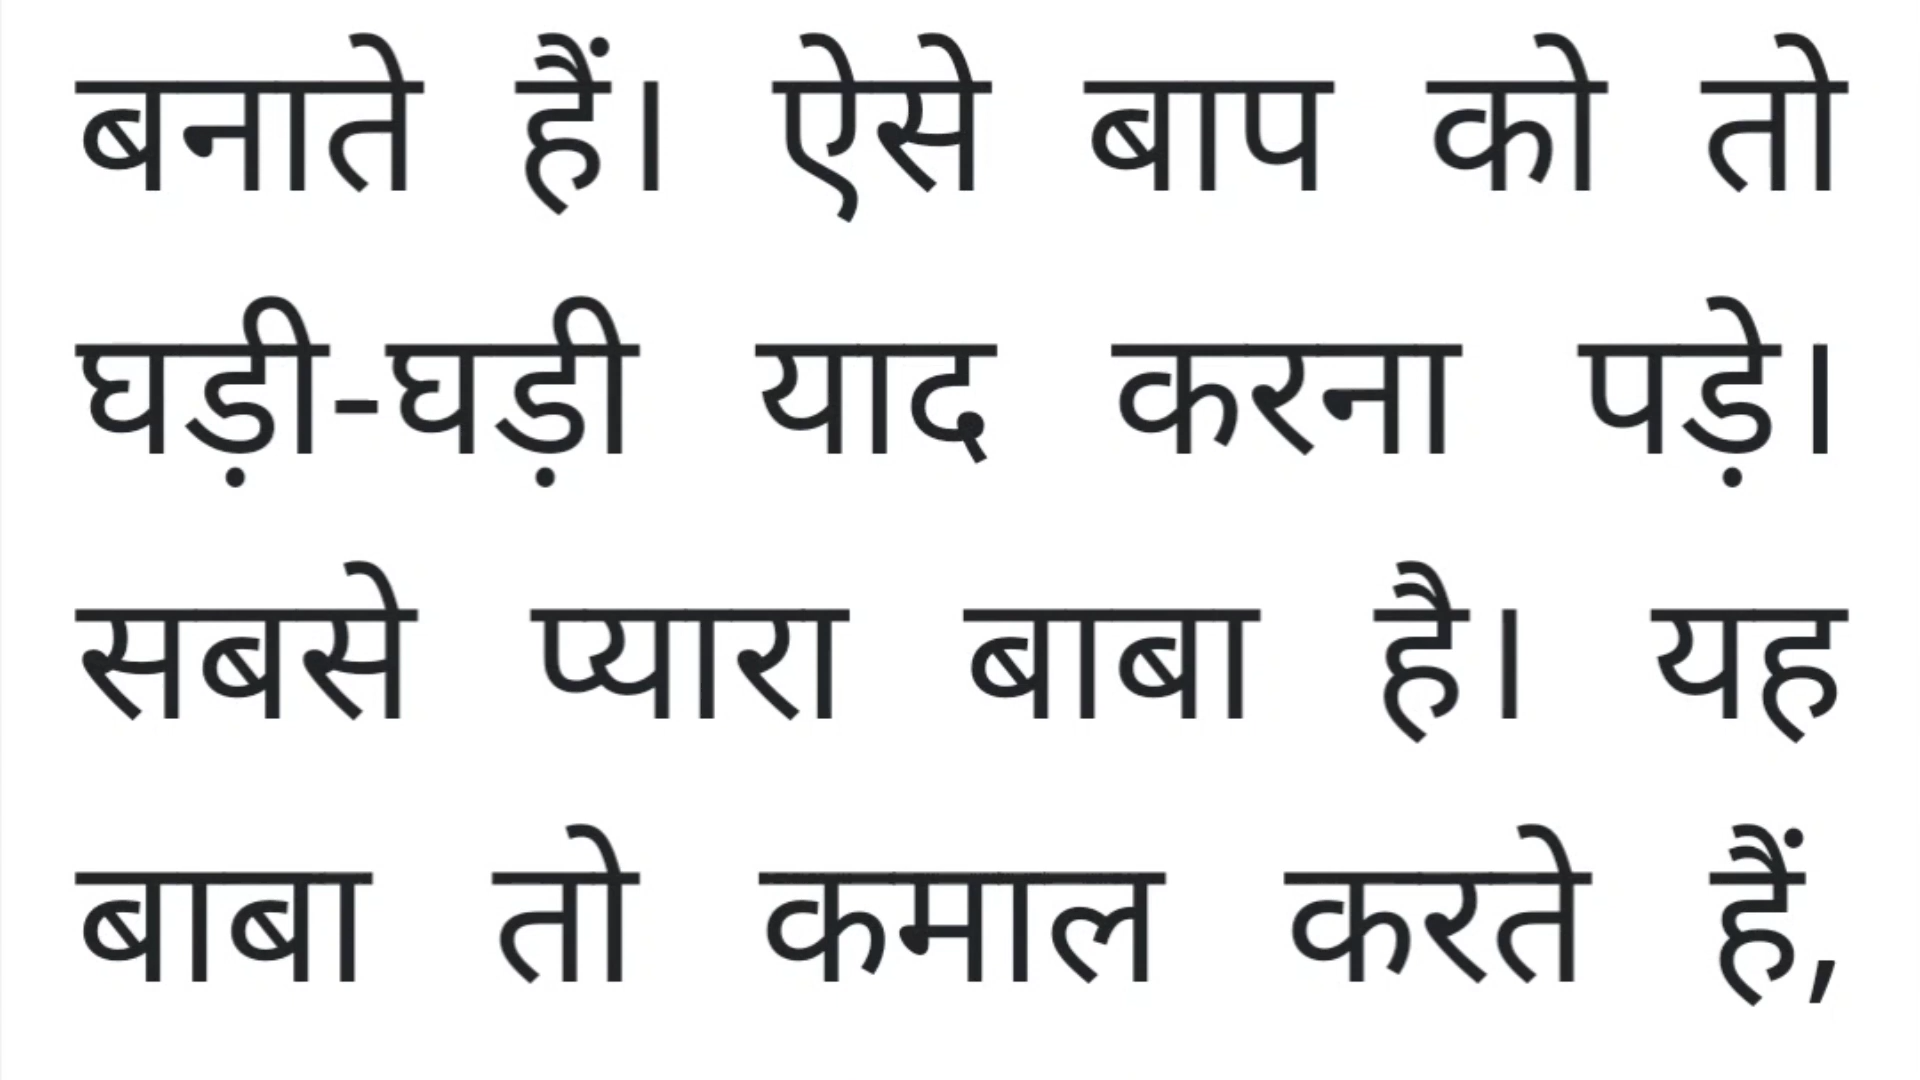 बनाते हैं। ऐसे बाप को तो
घड़ी-घड़ी याद करना पड़े।
सबसे प्यारा बाबा है। यह
बाबा तो कमाल करते हैं,